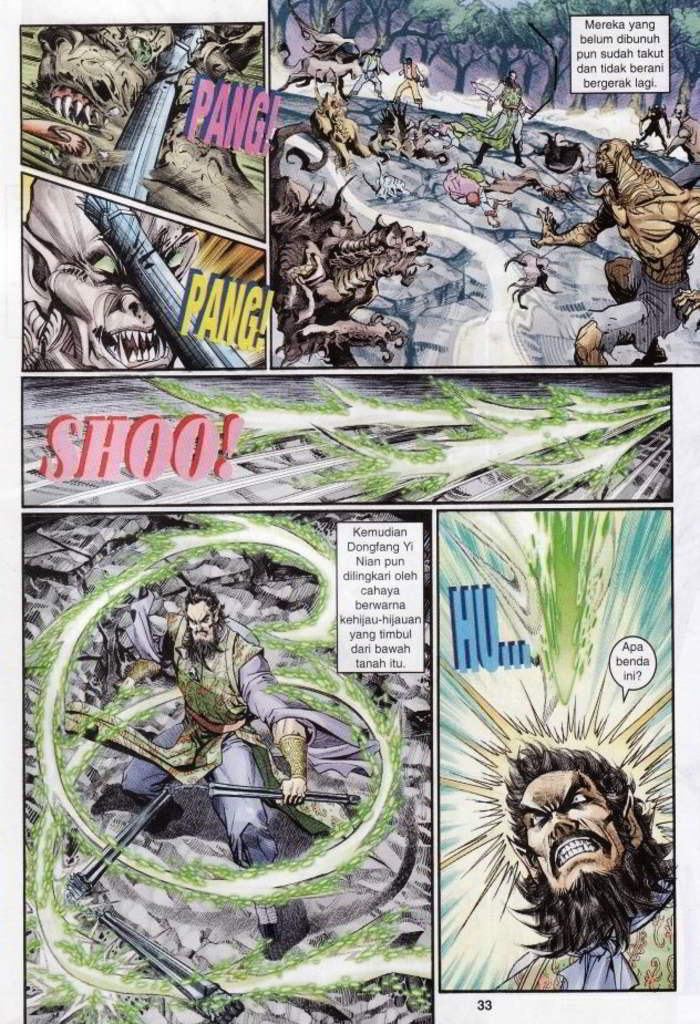 PANG!
PANG!
Mereka yang
belum dibunuh
pun sudah takut
dan tidak berani
bergerak lagi.
SHOO!
Kemudian
Dongfang Yi
Nian pun
dilingkari oleh
cahaya
berwarna
kehijau-hijauan
yang timbul
dari bawah
tanah itu.
HU...
Apa
benda
ini?
33